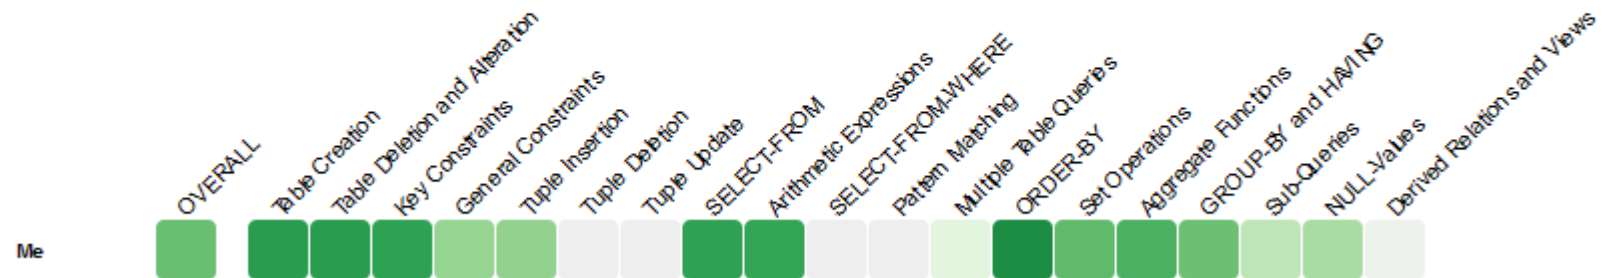 OVERALL
Table Creation
Table Deletion and Alteration
Key Constraints
General Constraints
Tuple Insertion
Tuple Deletion
Tuple Update
SELECT-FROM
Arithmetic Expressions
SELECT-FROM-WHERE
Pattern Matching
Multiple Table Queries
ORDER-BY
Set Operations
Aggregate Functions
GROUP-BY and HAVING
Sub-Queries
NULL-Values
Derived Relations and Views
Me